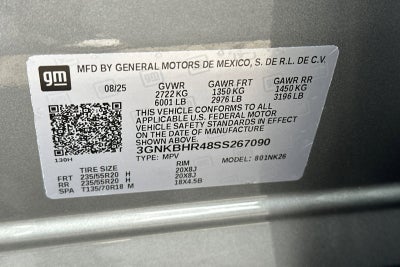 gm
MFD BY GENERAL MOTORS DE MEXICO, S. DE R.L. DE C.V.
08/25 GVWR GAWR FRT GAWR RR
2722 KG 1350 KG 1450 KG
6001 LB 2976 LB 3196 LB
THIS VEHICLE CONFORMS TO ALL
APPLICABLE U.S. FEDERAL MOTOR
VEHICLE SAFETY STANDARDS IN EFFECT
ON THE DATE OF MANUFACTURE
SHOWN ABOVE.
3GNKBHR48SS267090
130H TYPE: MPV MODEL: 801NK26
TIRE SIZE RIM
FRT 235/55R20 H 20X8J
RR 235/55R20 H 20X8J
SPA T135/70R18 M 18X4.5B